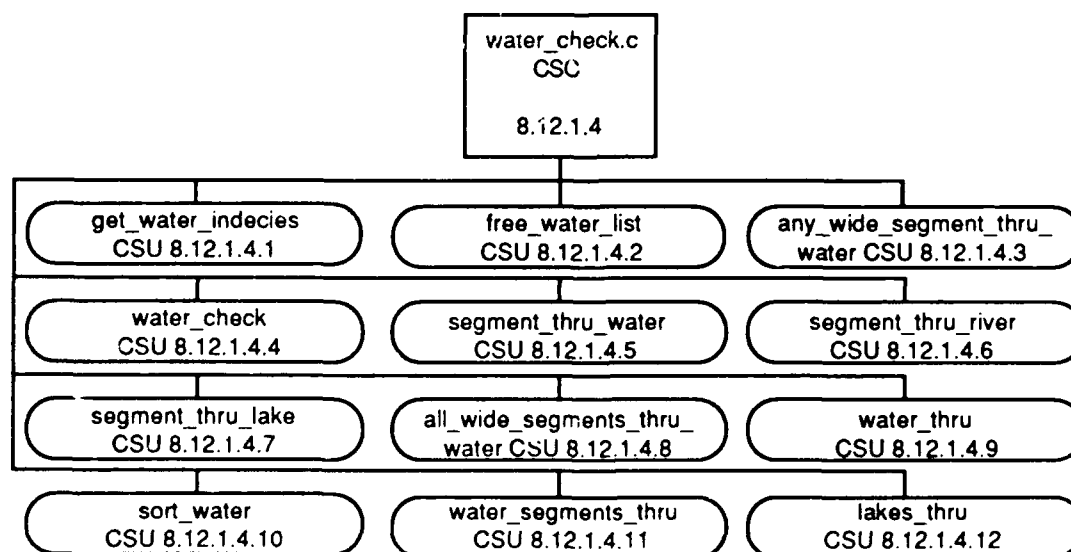 water_check.c
CSC
8.12.1.4
get_water_indecies
CSU 8.12.1.4.1
free_water_list
CSU 8.12.1.4.2
any_wide_segment_thru_
water CSU 8.12.1.4.3
water_check
CSU 8.12.1.4.4
segment_thru_water
CSU 8.12.1.4.5
segment_thru_river
CSU 8.12.1.4.6
segment_thru_lake
CSU 8.12.1.4.7
all_wide_segments_thru_
water CSU 8.12.1.4.8
water_thru
CSU 8.12.1.4.9
sort_water
CSU 8.12.1.4.10
water_segments_thru
CSU 8.12.1.4.11
lakes_thru
CSU 8.12.1.4.12